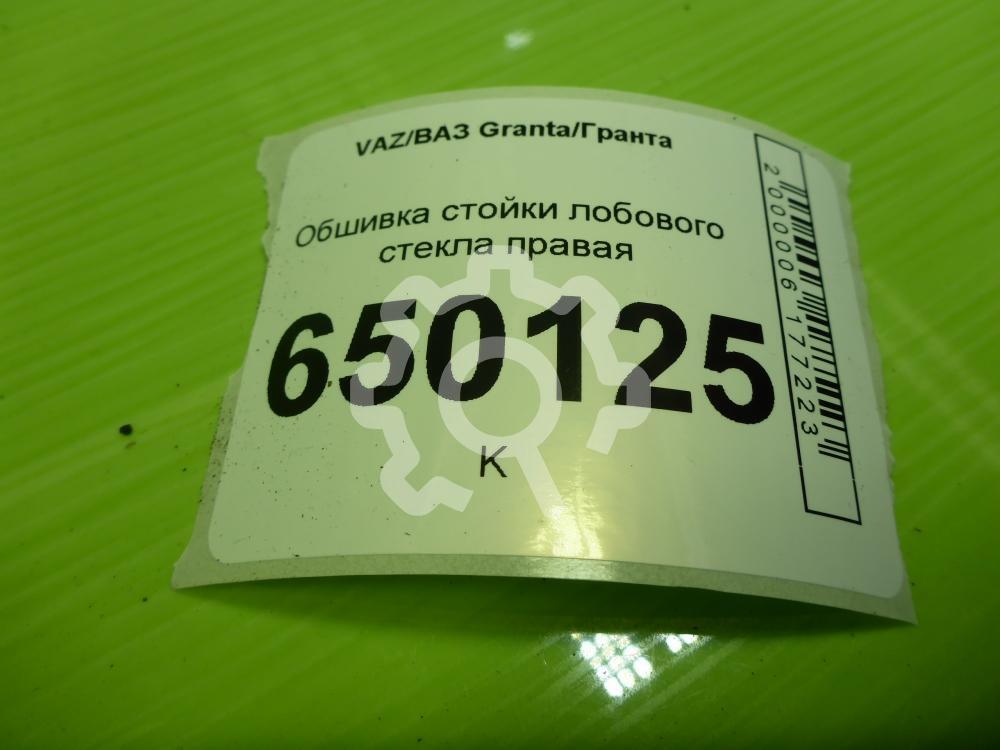 VAZ/ВАЗ Granta/Гранта
Обшивка стойки лобового
стекла правая
650125
К
2000006177223